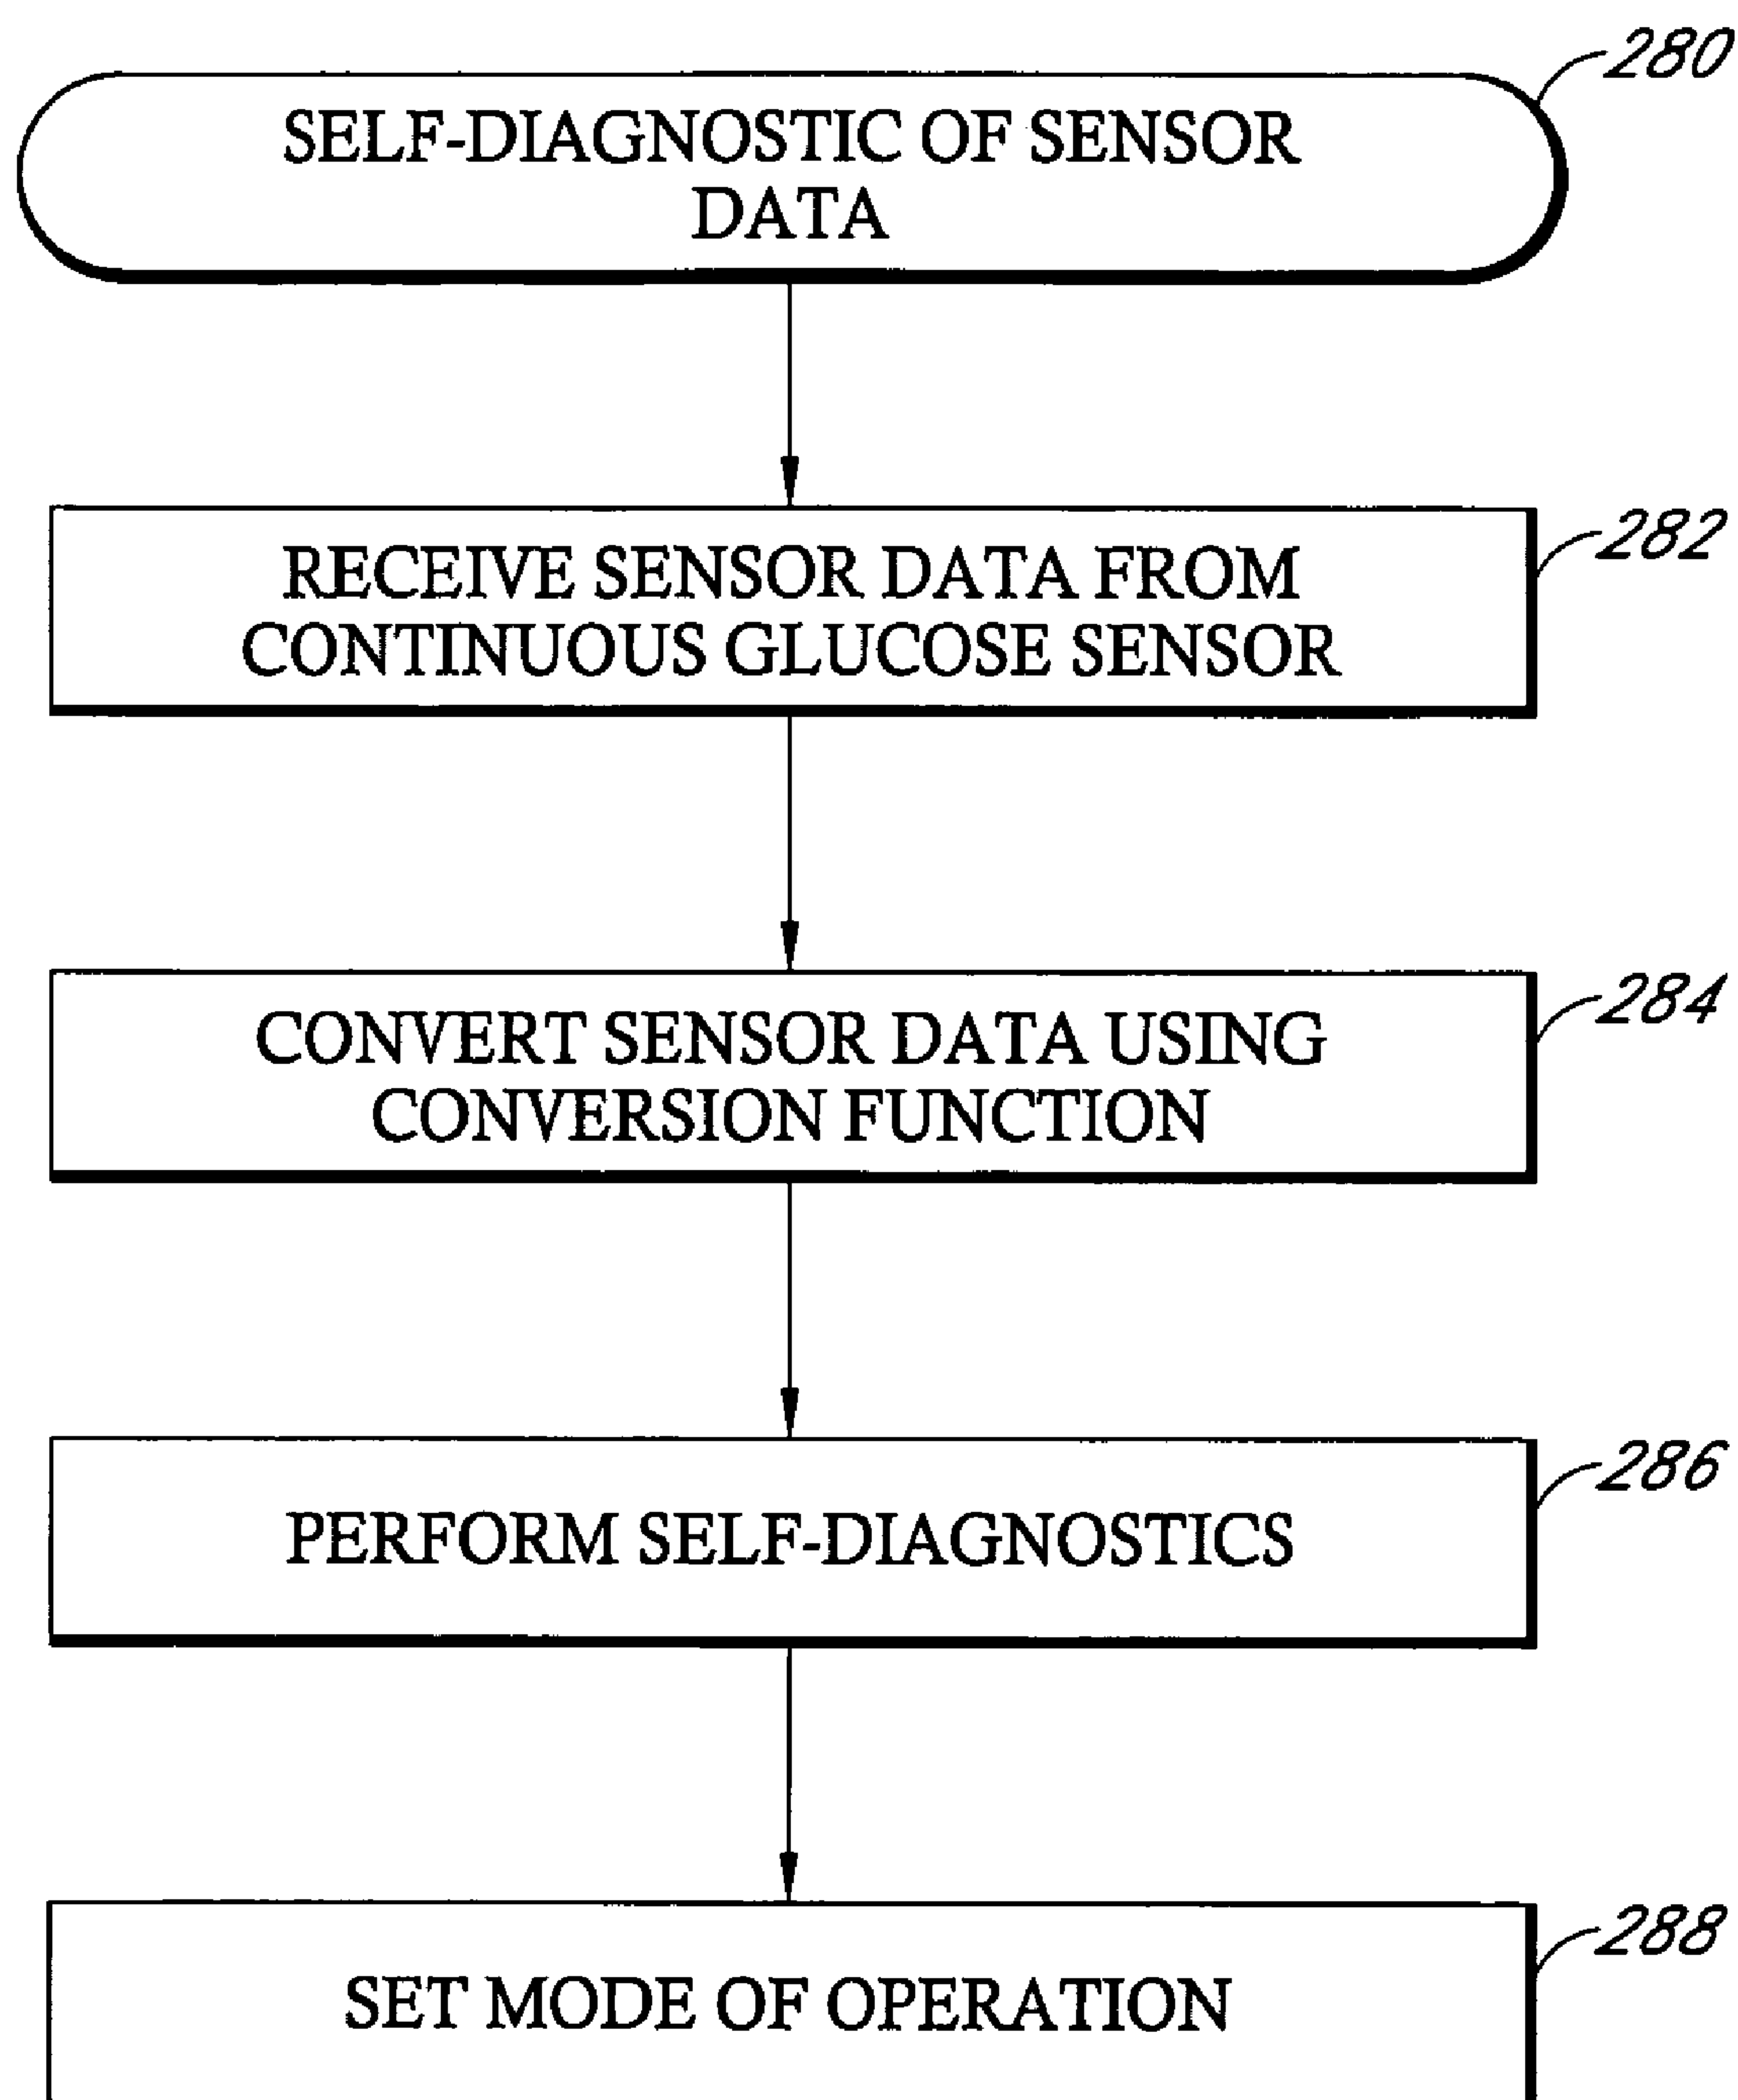 280
SELF-DIAGNOSTIC OF SENSOR
DATA
282
RECEIVE SENSOR DATA FROM
CONTINUOUS GLUCOSE SENSOR
284
CONVERT SENSOR DATA USING
CONVERSION FUNCTION
286
PERFORM SELF-DIAGNOSTICS
288
SET MODE OF OPERATION